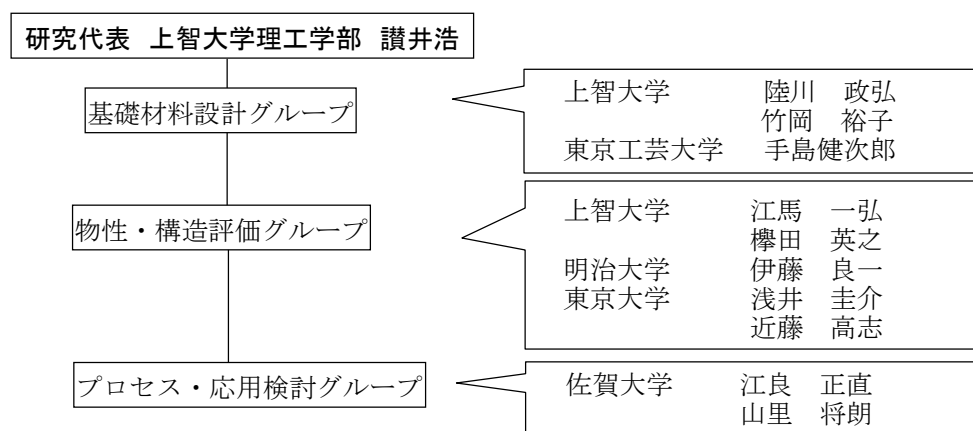 研究代表 上智大学理工学部 讃井浩
基礎材料設計グループ
上智大学 陸川 政弘
竹岡 裕子
東京工芸大学 手島健次郎
物性・構造評価グループ
上智大学 江馬 一弘
欅田 英之
明治大学 伊藤 良一
東京大学 浅井 圭介
近藤 高志
プロセス・応用検討グループ
佐賀大学 江良 正直
山里 将朗